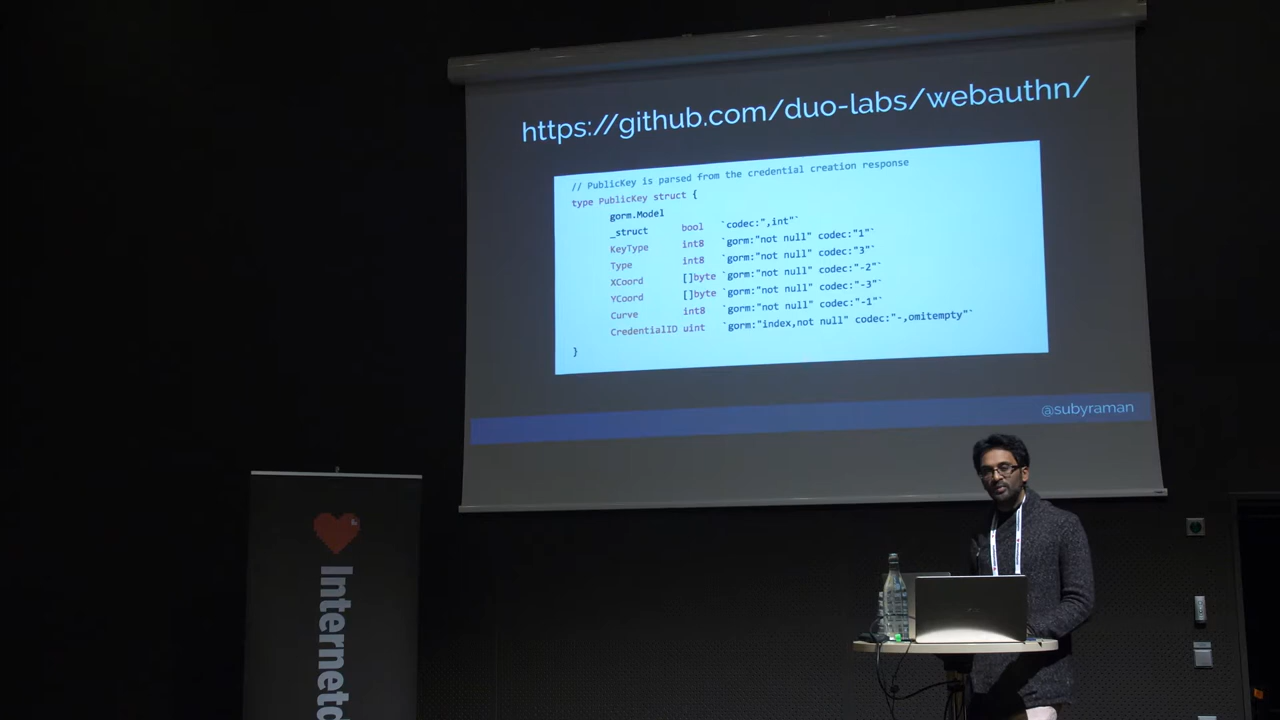 https://github.com/duo-labs/webauthn/
// PublicKey is parsed from the credential creation response
type PublicKey struct {
gorm.Model
_struct bool `codec:",int"`
KeyType int8 `gorm:"not null" codec:"1"`
Type int8 `gorm:"not null" codec:"3"`
XCoord []byte `gorm:"not null" codec:"-2"`
YCoord []byte `gorm:"not null" codec:"-3"`
Curve int8 `gorm:"not null" codec:"-1"`
CredentialID uint `gorm:"index,not null" codec:"-,omitempty"`
}
@subyraman
Internetd